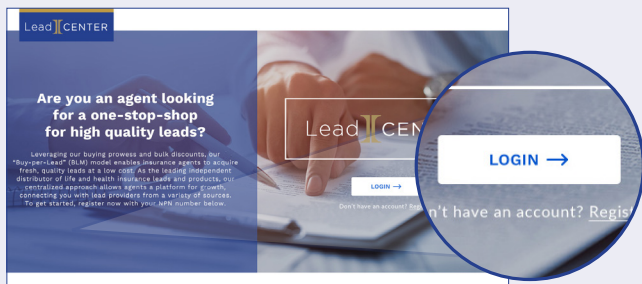 Lead CENTER
Are you an agent looking
for a one-stop-shop
for high quality leads?
Leveraging our buying prowess and bulk discounts, our
"Buy-per-Lead" (BLM) model enables insurance agents to acquire
fresh, quality leads at a low cost. As the leading independent
distributor of life and health insurance leads and products, our
centralized approach allows agents a platform for growth,
connecting you with lead providers from a variety of sources.
To get started, register now with your NPN number below.
Lead CEN
LOGIN →
Don't have an account? Reg
LOGIN →
n't have an account? Regis